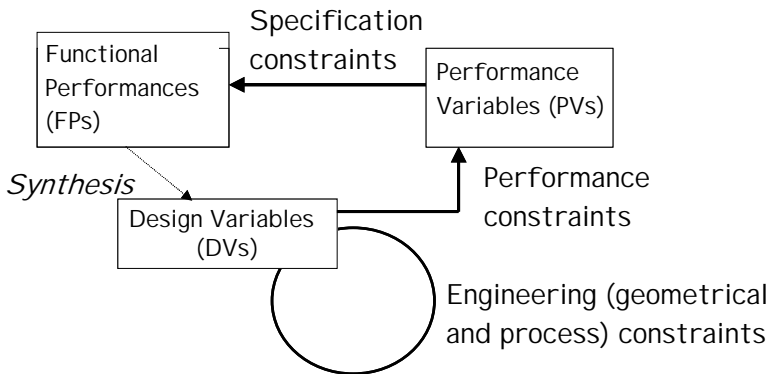 Specification
constraints
Functional
Performances
(FPs)
Performance
Variables (PVs)
Synthesis
Performance
constraints
Design Variables
(DVs)
Engineering (geometrical
and process) constraints